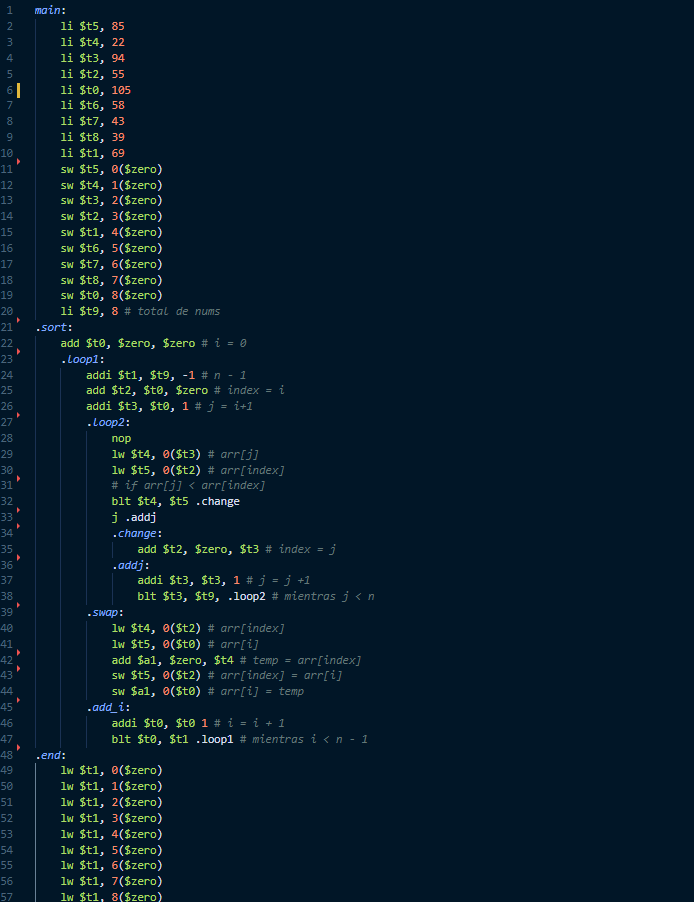 1 main:
2 li $t5, 85
3 li $t4, 22
4 li $t3, 94
5 li $t2, 55
6 li $t0, 105
7 li $t6, 58
8 li $t7, 43
9 li $t8, 39
10 li $t1, 69
11 sw $t5, 0($zero)
12 sw $t4, 1($zero)
13 sw $t3, 2($zero)
14 sw $t2, 3($zero)
15 sw $t1, 4($zero)
16 sw $t6, 5($zero)
17 sw $t7, 6($zero)
18 sw $t8, 7($zero)
19 sw $t0, 8($zero)
20 li $t9, 8 # total de nums
21 .sort:
22 add $t0, $zero, $zero # i = 0
23 .loop1:
24 addi $t1, $t9, -1 # n - 1
25 add $t2, $t0, $zero # index = i
26 addi $t3, $t0, 1 # j = i+1
27 .loop2:
28 nop
29 lw $t4, 0($t3) # arr[j]
30 lw $t5, 0($t2) # arr[index]
31 # if arr[j] < arr[index]
32 blt $t4, $t5 .change
33 j .addj
34 .change:
35 add $t2, $zero, $t3 # index = j
36 .addj:
37 addi $t3, $t3, 1 # j = j +1
38 blt $t3, $t9, .loop2 # mientras j < n
39 .swap:
40 lw $t4, 0($t2) # arr[index]
41 lw $t5, 0($t0) # arr[i]
42 add $a1, $zero, $t4 # temp = arr[index]
43 sw $t5, 0($t2) # arr[index] = arr[i]
44 sw $a1, 0($t0) # arr[i] = temp
45 .add_i:
46 addi $t0, $t0 1 # i = i + 1
47 blt $t0, $t1 .loop1 # mientras i < n - 1
48 .end:
49 lw $t1, 0($zero)
50 lw $t1, 1($zero)
51 lw $t1, 2($zero)
52 lw $t1, 3($zero)
53 lw $t1, 4($zero)
54 lw $t1, 5($zero)
55 lw $t1, 6($zero)
56 lw $t1, 7($zero)
57 lw $t1, 8($zero)